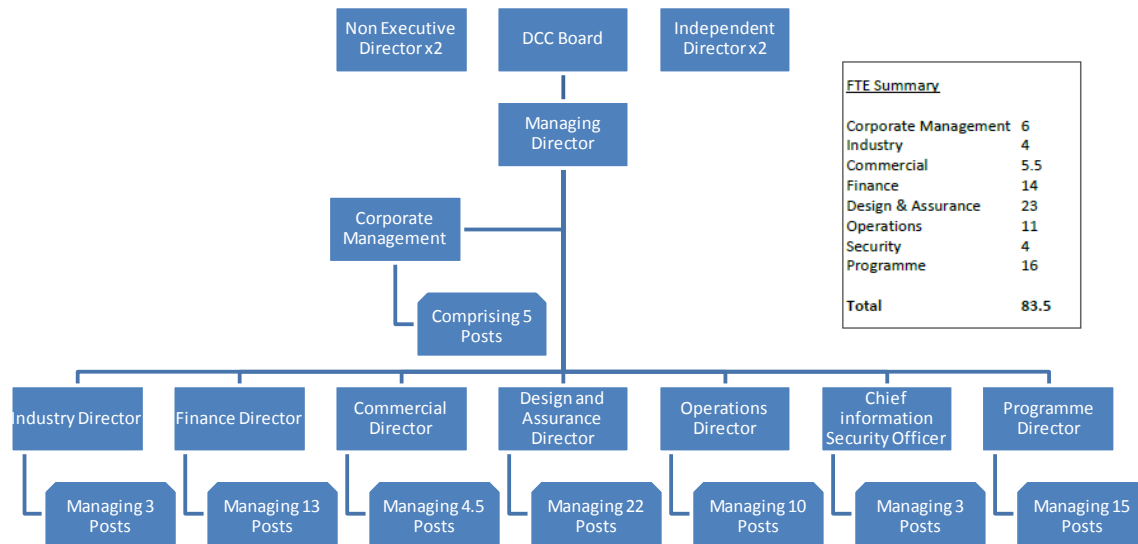 Non Executive
Director x2
DCC Board
Independent
Director x2
Managing
Director
FTE Summary
Corporate Management 6
Industry 4
Commercial 5.5
Finance 14
Design & Assurance 23
Operations 11
Security 4
Programme 16
Total 83.5
Corporate
Management
Comprising 5
Posts
Industry Director
Finance Director
Commercial
Director
Design and
Assurance
Director
Operations
Director
Chief
information
Security Officer
Programme
Director
Managing 3
Posts
Managing 13
Posts
Managing 4.5
Posts
Managing 22
Posts
Managing 10
Posts
Managing 3
Posts
Managing 15
Posts